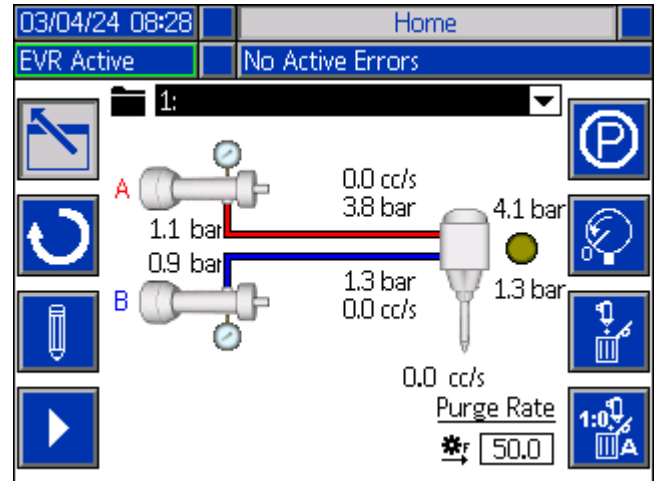 03/04/24 08:28 Home
EVR Active No Active Errors
1:
A
0.0 cc/s
3.8 bar
4.1 bar
1.1 bar
0.9 bar
0
B
1.3 bar
1.3 bar
0.0 cc/s
0.0 cc/s
Purge Rate
F 50.0
P
1:0
A